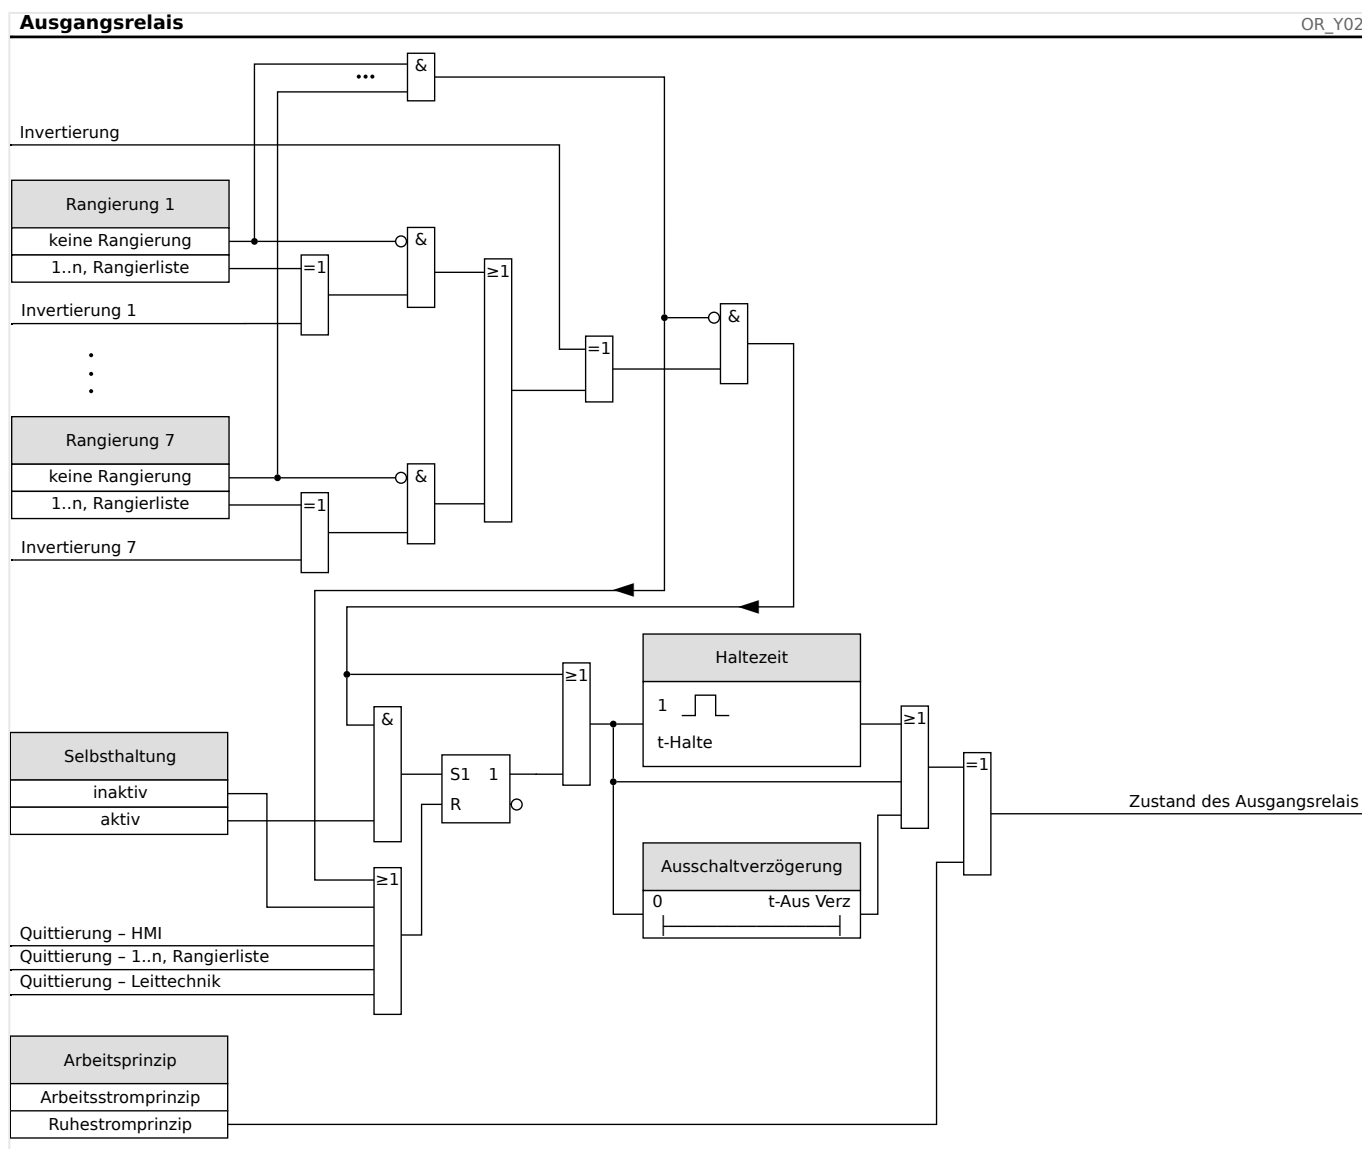 Ausgangsrelais
OR_Y02
&
...
Invertierung
Rangierung 1
keine Rangierung
&
1..n, Rangierliste
=1
≥1
Invertierung 1
&
=1
Rangierung 7
keine Rangierung
&
1..n, Rangierliste
=1
Invertierung 7
Haltezeit
≥1
1
t-Halte
&
≥1
Selbsthaltung
inaktiv
aktiv
S1 1
R
=1
Zustand des Ausgangsrelais
Ausschaltverzögerung
0 t-Aus Verz
≥1
Quittierung – HMI
Quittierung – 1..n, Rangierliste
Quittierung – Leittechnik
Arbeitsprinzip
Arbeitsstromprinzip
Ruhestromprinzip